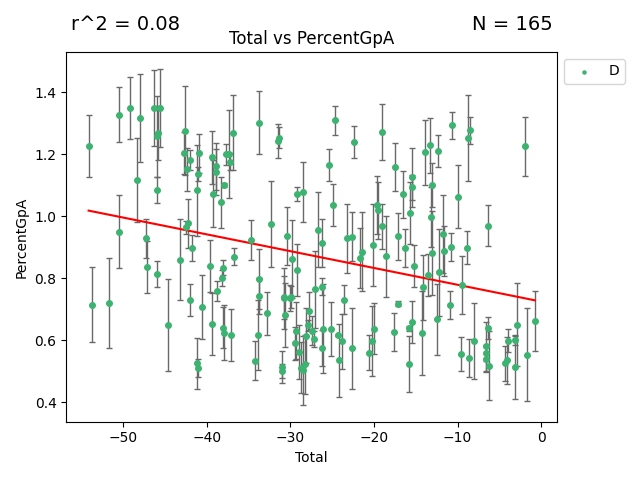 r^2 = 0.08
N = 165
Total vs PercentGpA
D
PercentGpA
1.4
1.2
1.0
0.8
0.6
0.4
−50
−40
−30
−20
−10
0
Total